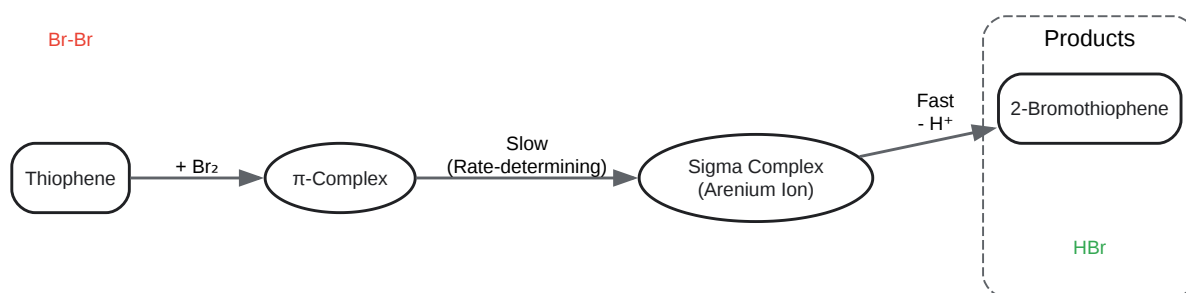 Br-Br
Thiophene
+ Br₂
π-Complex
Slow
(Rate-determining)
Sigma Complex
(Arenium Ion)
Fast
- H⁺
Products
2-Bromothiophene
HBr